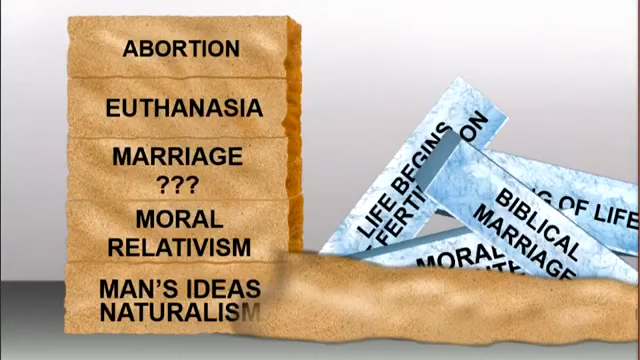 ABORTION
EUTHANASIA
MARRIAGE
???
MORAL
RELATIVISM
MAN'S IDEAS
NATURALISM
LIFE BEGINS
OF LIFE
BIBLICAL
MARRIAGE
MORAL